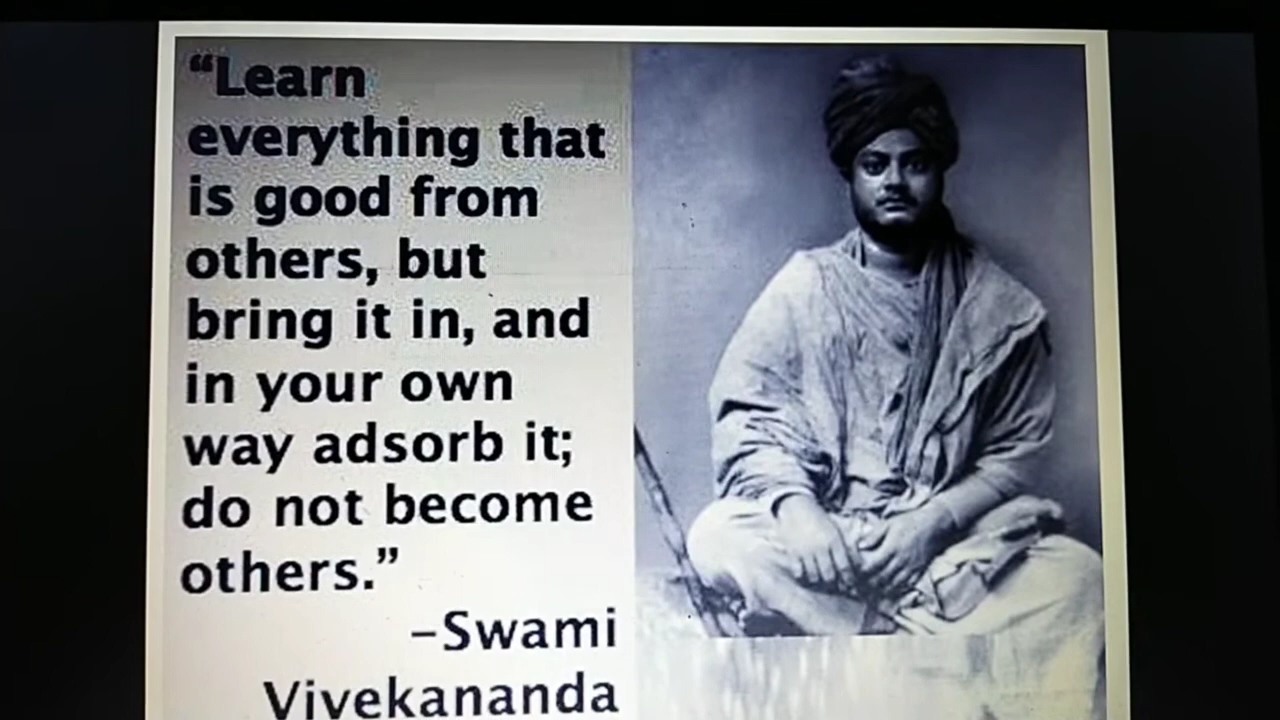 “Learn
everything that
is good from
others, but
bring it in, and
in your own
way adsorb it;
do not become
others.”
–Swami
Vivekananda